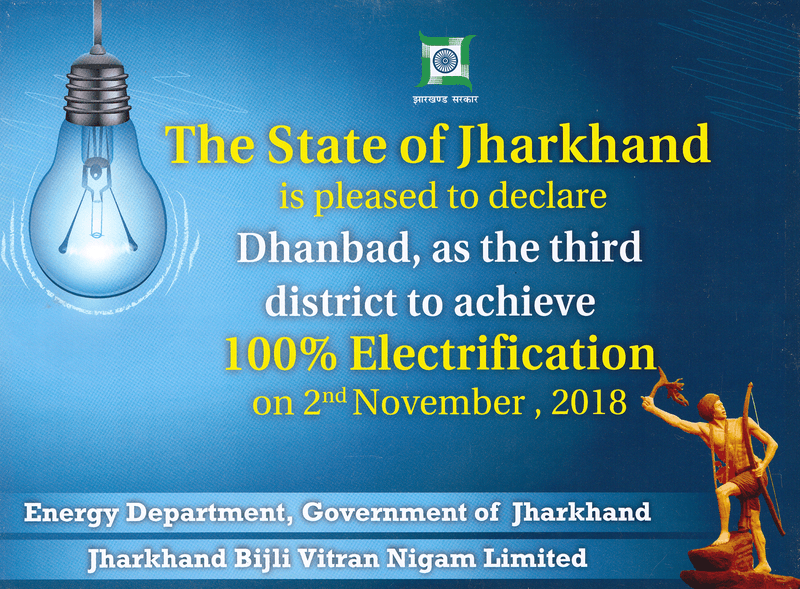 झारखण्ड सरकार
The State of Jharkhand
is pleased to declare
Dhanbad, as the third
district to achieve
100% Electrification
on 2nd November , 2018
Energy Department, Government of Jharkhand
Jharkhand Bijli Vitran Nigam Limited